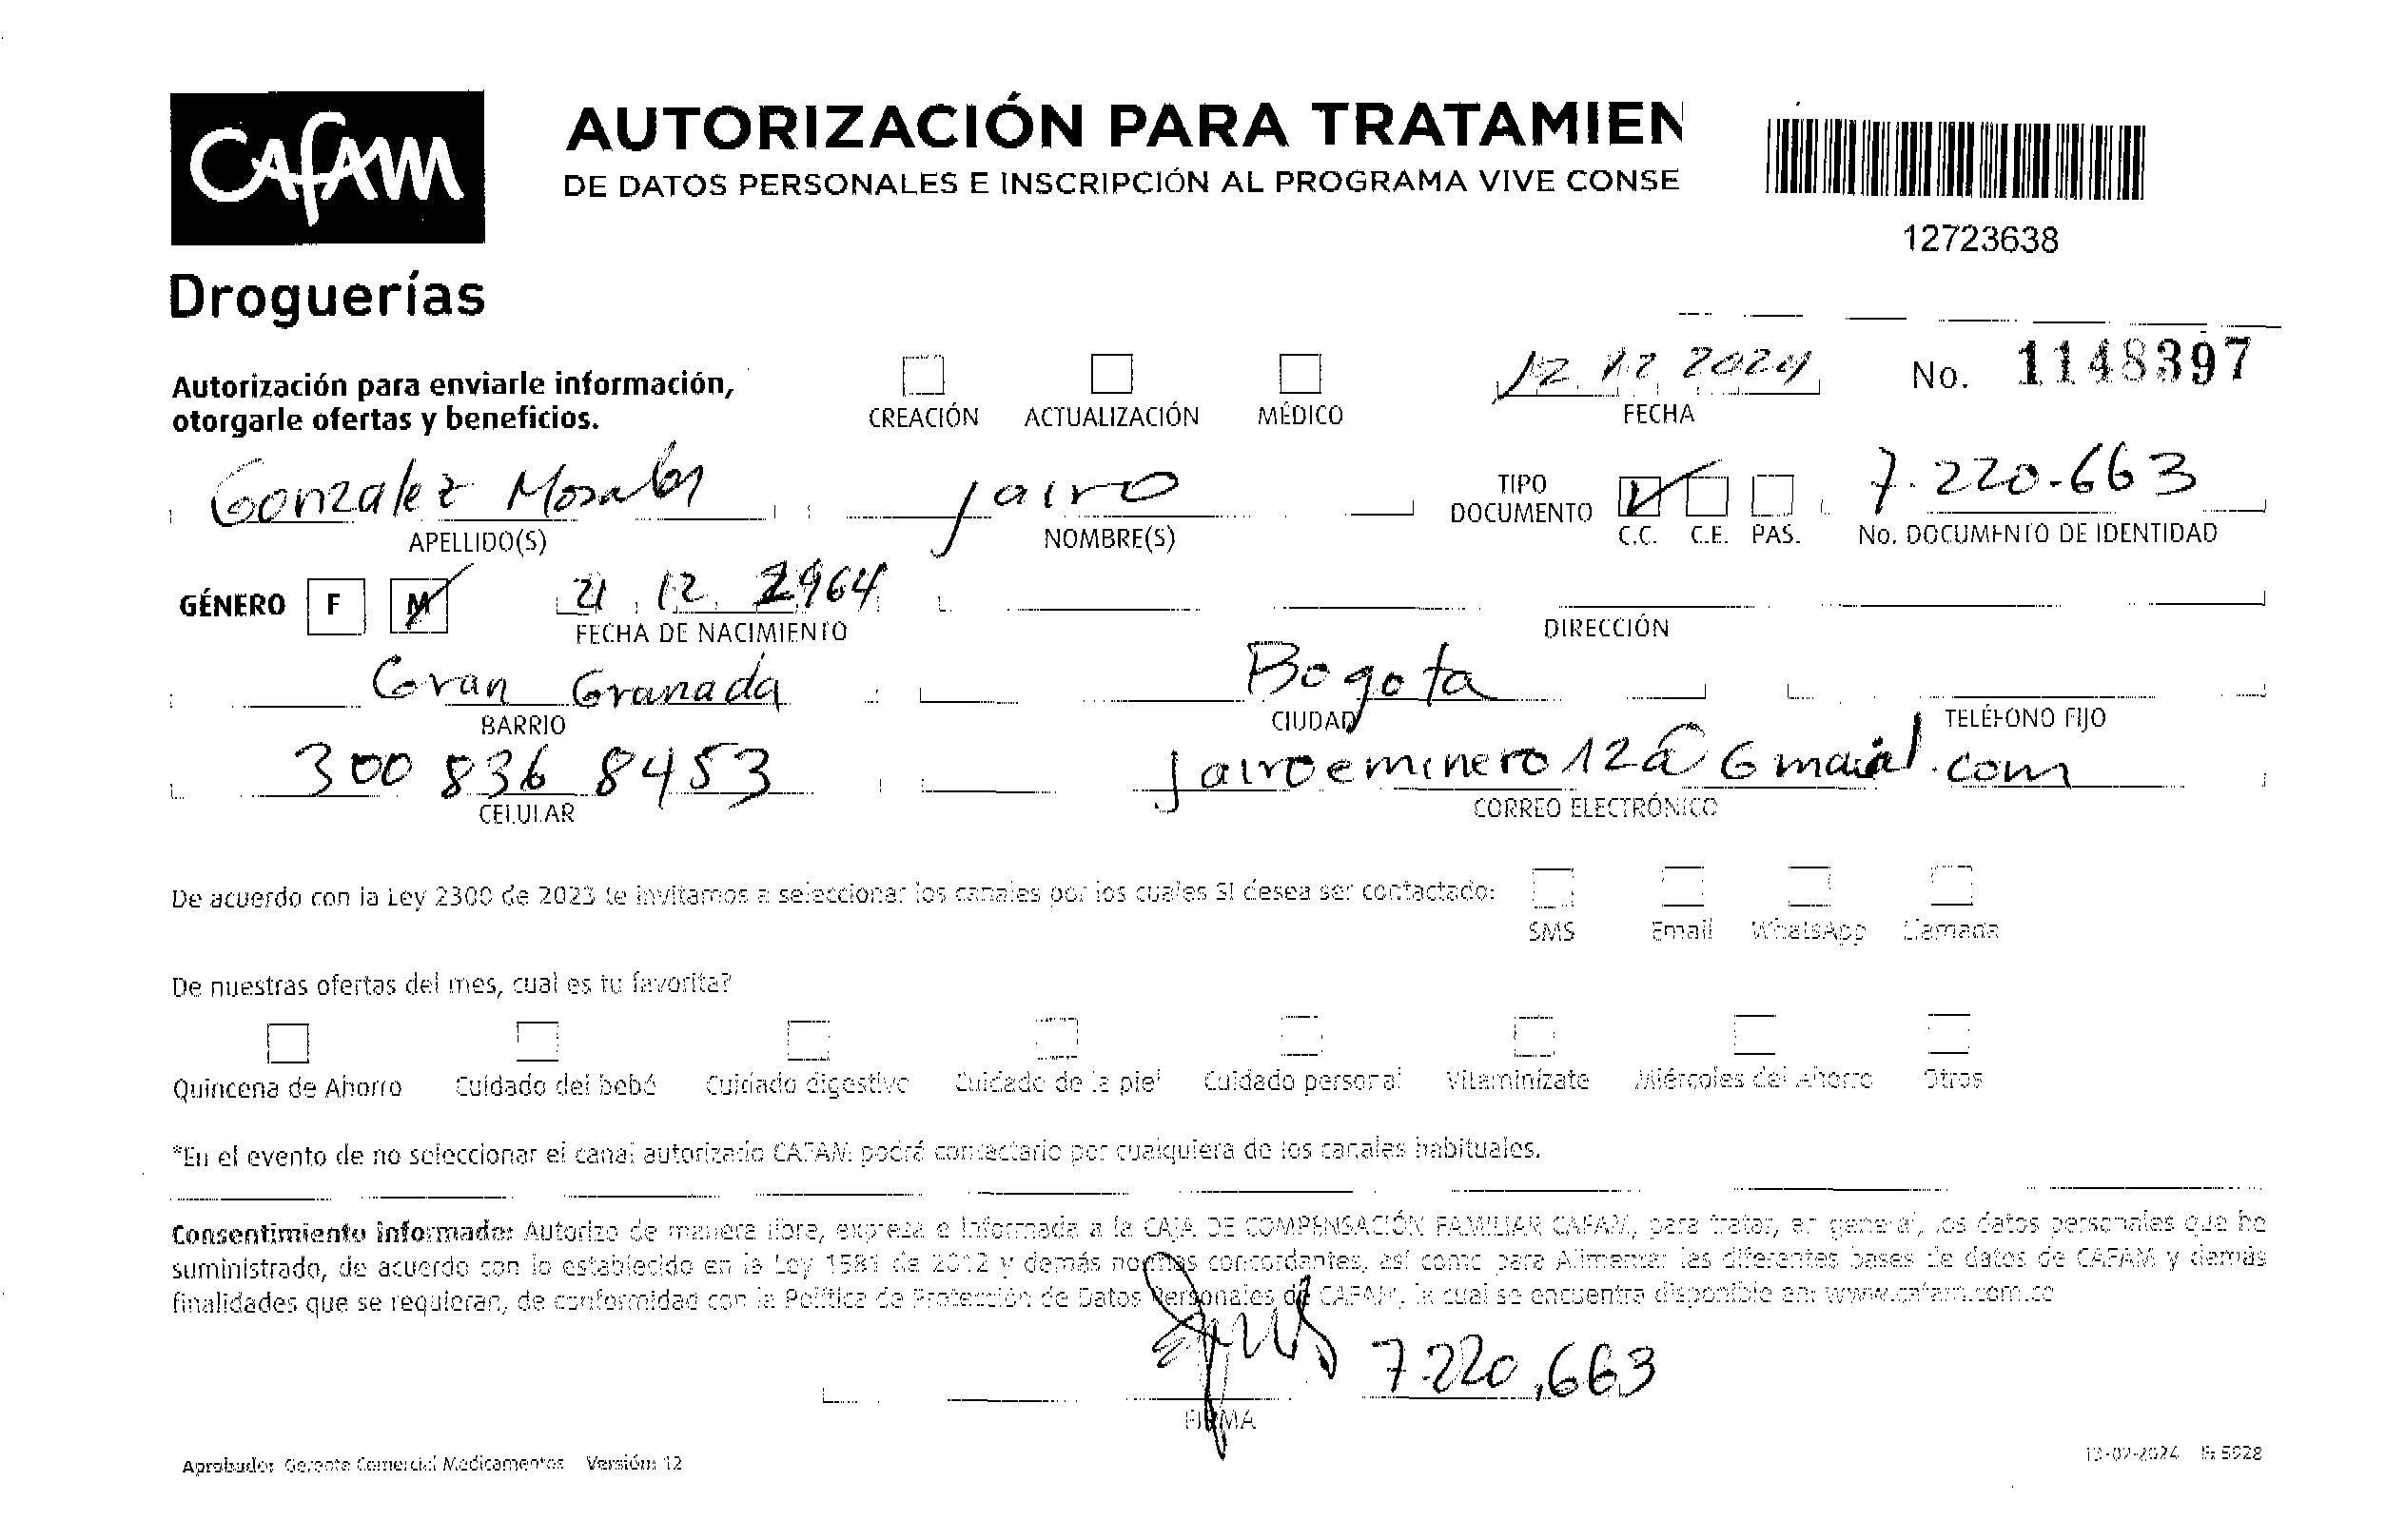 CAFAM
Droguerías
AUTORIZACIÓN PARA TRATAMIEN
DE DATOS PERSONALES E INSCRIPCIÓN AL PROGRAMA VIVE CONSE
12723638
Autorización para enviarle información,
otorgarle ofertas y beneficios.
CREACIÓN ACTUALIZACIÓN MÉDICO
12 12 2024
FECHA
No. 1148397
Gonzalez Morales
APELLIDO(S)
jairo
NOMBRE(S)
TIPO
DOCUMENTO
C.C. C.E. PAS.
7.220.663
No. DOCUMENTO DE IDENTIDAD
GÉNERO F M
21 12 1964
FECHA DE NACIMIENTO
DIRECCIÓN
Gran Granada
BARRIO
Bogota
CIUDAD
TELÉFONO FIJO
300 836 8453
CELULAR
jairoeminero12@Gmail.com
CORREO ELECTRÓNICO
De acuerdo con la Ley 2300 de 2023 te invitamos a seleccionar los canales por los cuales SI desea ser contactado:
SMS Email WhatsApp Llamada
De nuestras ofertas del mes, cual es tu favorita?
Quincena de Ahorro Cuidado del bebé Cuidado digestivo Cuidado de la piel Cuidado personal Vitaminízate Miércoles del Ahorro Otros
*En el evento de no seleccionar el canal autorizado CAFAM podrá contactarlo por cualquiera de los canales habituales.
Consentimiento informado: Autorizo de manera libre, expresa e informada a la CAJA DE COMPENSACIÓN FAMILIAR CAFAM, para tratar, en general, los datos personales que he
suministrado, de acuerdo con lo establecido en la Ley 1581 de 2012 y demás normas concordantes, así como para Alimentar las diferentes bases de datos de CAFAM y demás
finalidades que se requieran, de conformidad con la Política de Protección de Datos Personales de CAFAM, la cual se encuentra disponible en: www.cafam.com.co
7.220,663
FIRMA
Aprobador Gerente Comercial Medicamentos Versión: 12